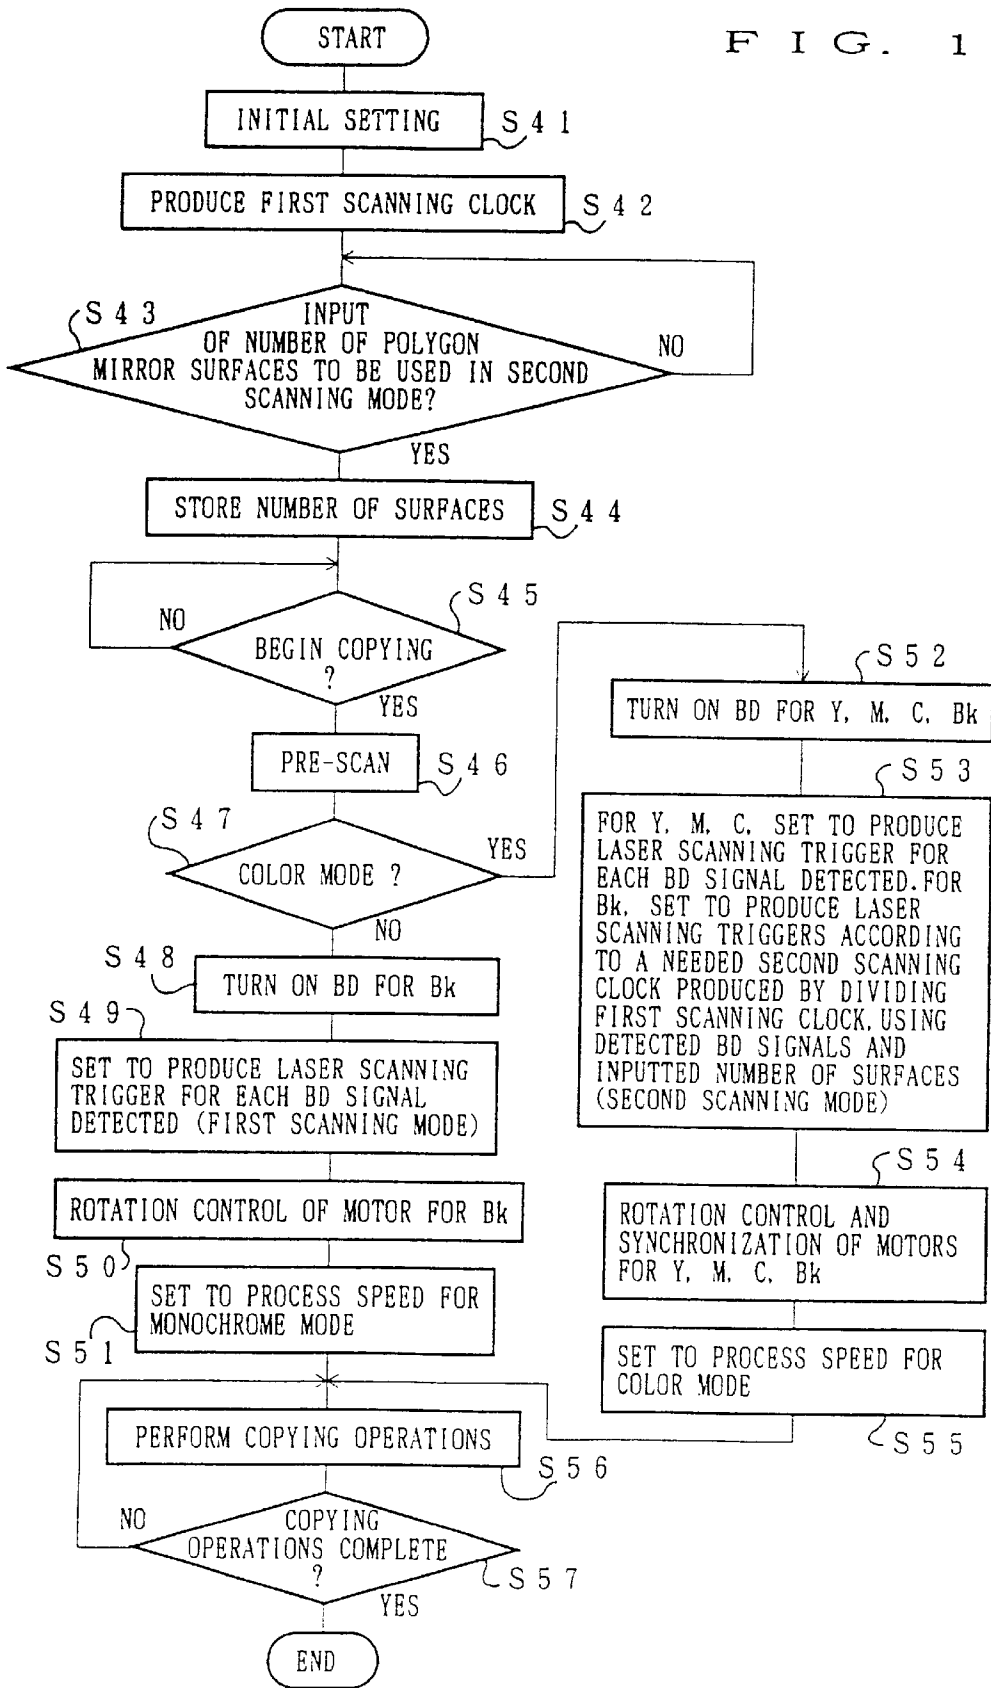 START
F I G. 1
INITIAL SETTING
S 4 1
PRODUCE FIRST SCANNING CLOCK
S 4 2
S 4 3
INPUT
OF NUMBER OF POLYGON
MIRROR SURFACES TO BE USED IN SECOND
SCANNING MODE?
NO
YES
STORE NUMBER OF SURFACES
S 4 4
NO
S 4 5
BEGIN COPYING
?
YES
PRE-SCAN
S 4 6
S 4 7
COLOR MODE ?
YES
NO
S 4 8
TURN ON BD FOR Bk
S 4 9
SET TO PRODUCE LASER SCANNING
TRIGGER FOR EACH BD SIGNAL
DETECTED (FIRST SCANNING MODE)
ROTATION CONTROL OF MOTOR FOR Bk
S 5 0
SET TO PROCESS SPEED FOR
MONOCHROME MODE
S 5 1
S 5 2
TURN ON BD FOR Y, M, C, Bk
S 5 3
FOR Y, M, C, SET TO PRODUCE
LASER SCANNING TRIGGER FOR
EACH BD SIGNAL DETECTED. FOR
Bk, SET TO PRODUCE LASER
SCANNING TRIGGERS ACCORDING
TO A NEEDED SECOND SCANNING
CLOCK PRODUCED BY DIVIDING
FIRST SCANNING CLOCK, USING
DETECTED BD SIGNALS AND
INPUTTED NUMBER OF SURFACES
(SECOND SCANNING MODE)
S 5 4
ROTATION CONTROL AND
SYNCHRONIZATION OF MOTORS
FOR Y, M, C, Bk
SET TO PROCESS SPEED FOR
COLOR MODE
S 5 5
PERFORM COPYING OPERATIONS
S 5 6
NO
COPYING
OPERATIONS COMPLETE
?
S 5 7
YES
END